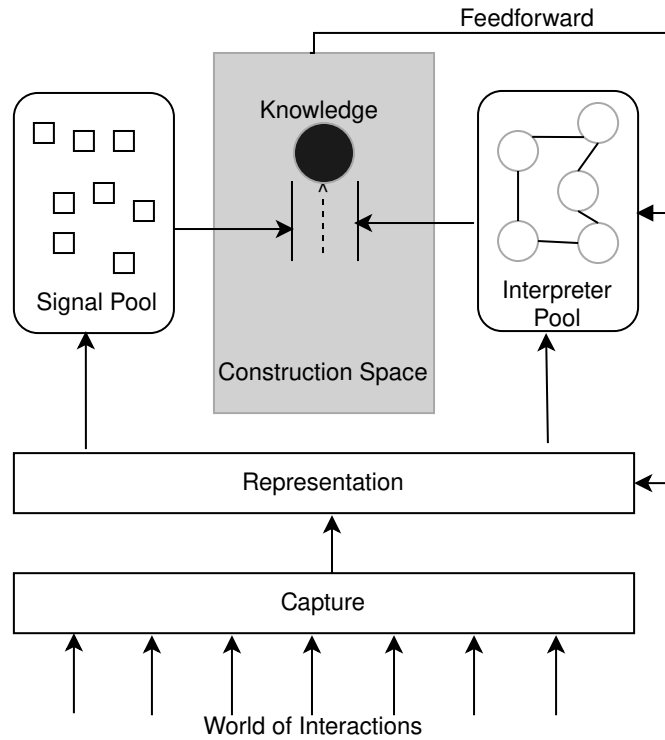 Feedforward
Knowledge
Signal Pool
Interpreter
Pool
Construction Space
Representation
Capture
World of Interactions